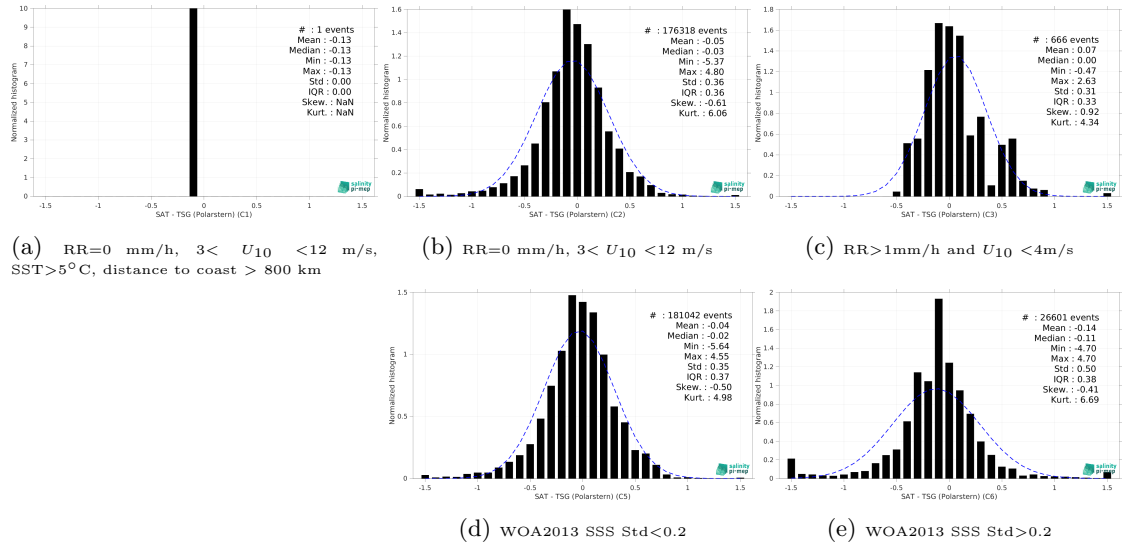 10
9
8
7
6
5
4
3
2
1
0
Normalized histogram
# : 1 events
Mean : -0.13
Median : -0.13
Min : -0.13
Max : -0.13
Std : 0.00
IQR : 0.00
Skew. : NaN
Kurt. : NaN
salinity
pi-mep
-1.5 -1 -0.5 0 0.5 1 1.5
SAT - TSG (Polarstern) (C1)
(a) RR=0 mm/h, 3< U10 <12 m/s,
SST>5°C, distance to coast > 800 km
1.6
1.4
1.2
1
0.8
0.6
0.4
0.2
0
Normalized histogram
# : 176318 events
Mean : -0.05
Median : -0.03
Min : -5.37
Max : 4.80
Std : 0.36
IQR : 0.36
Skew. : -0.61
Kurt. : 6.06
salinity
pi-mep
-1.5 -1 -0.5 0 0.5 1 1.5
SAT - TSG (Polarstern) (C2)
(b) RR=0 mm/h, 3< U10 <12 m/s
1.8
1.6
1.4
1.2
1
0.8
0.6
0.4
0.2
0
Normalized histogram
# : 666 events
Mean : 0.07
Median : 0.00
Min : -0.47
Max : 2.63
Std : 0.31
IQR : 0.33
Skew. : 0.92
Kurt. : 4.34
salinity
pi-mep
-1.5 -1 -0.5 0 0.5 1 1.5
SAT - TSG (Polarstern) (C3)
(c) RR>1mm/h and U10 <4m/s
1.5
1
0.5
0
Normalized histogram
# : 181042 events
Mean : -0.04
Median : -0.02
Min : -5.64
Max : 4.55
Std : 0.35
IQR : 0.37
Skew. : -0.50
Kurt. : 4.98
salinity
pi-mep
-1.5 -1 -0.5 0 0.5 1 1.5
SAT - TSG (Polarstern) (C5)
(d) WOA2013 SSS Std<0.2
2
1.8
1.6
1.4
1.2
1
0.8
0.6
0.4
0.2
0
Normalized histogram
# : 26601 events
Mean : -0.14
Median : -0.11
Min : -4.70
Max : 4.70
Std : 0.50
IQR : 0.38
Skew. : -0.41
Kurt. : 6.69
salinity
pi-mep
-1.5 -1 -0.5 0 0.5 1 1.5
SAT - TSG (Polarstern) (C6)
(e) WOA2013 SSS Std>0.2